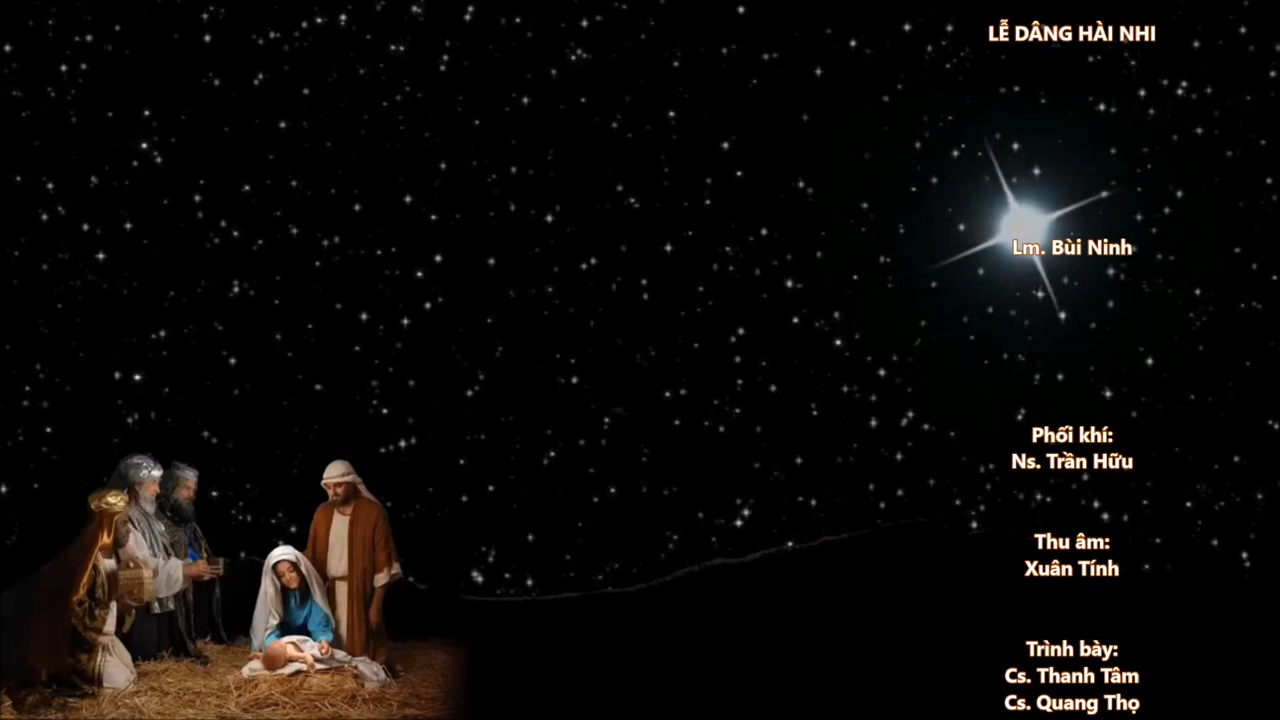 LỄ DÂNG HÀI NHI
Lm. Bùi Ninh
Phối khí:
Ns. Trần Hữu
Thu âm:
Xuân Tính
Trình bày:
Cs. Thanh Tâm
Cs. Quang Thọ